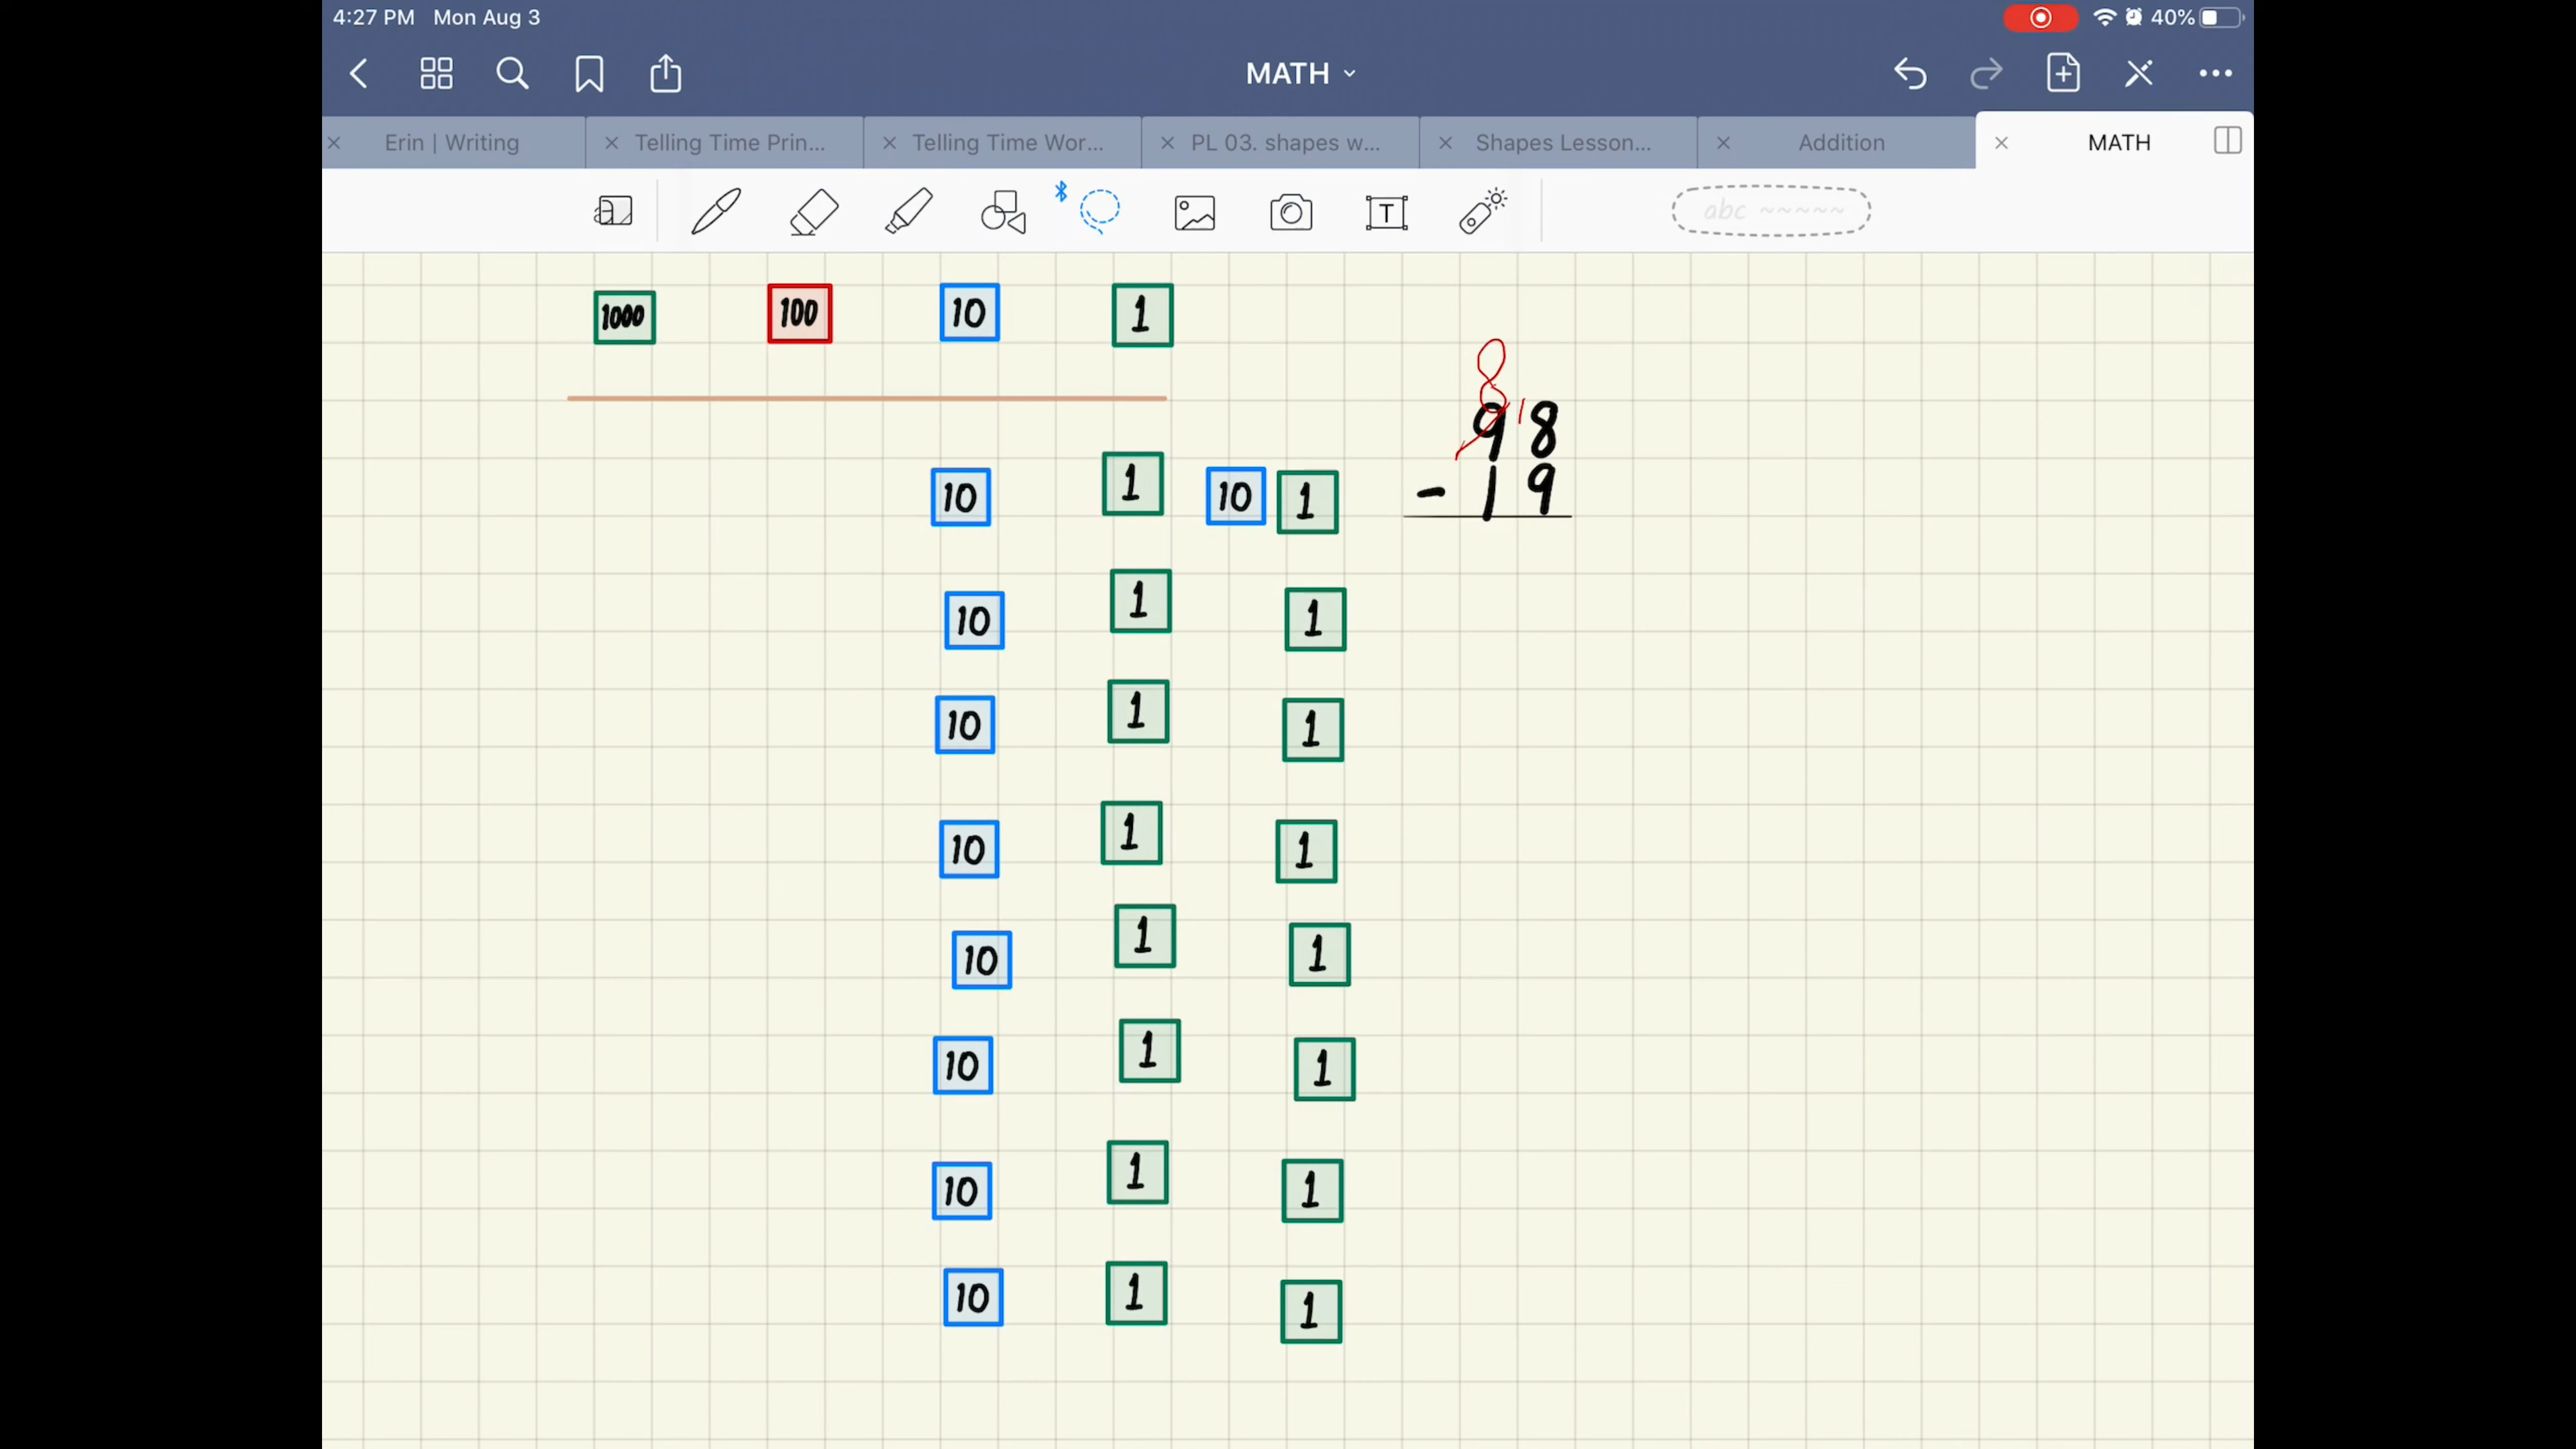 4:27 PM Mon Aug 3 40%
MATH
Erin | Writing Telling Time Prin... Telling Time Wor... PL 03. shapes w... Shapes Lesson... Addition MATH
T abc ~~~~~
1000 100 10 1
8
9 1 8
- 1 9
10 1 10 1
10 1 1
10 1 1
10 1 1
10 1 1
10 1 1
10 1 1
10 1 1